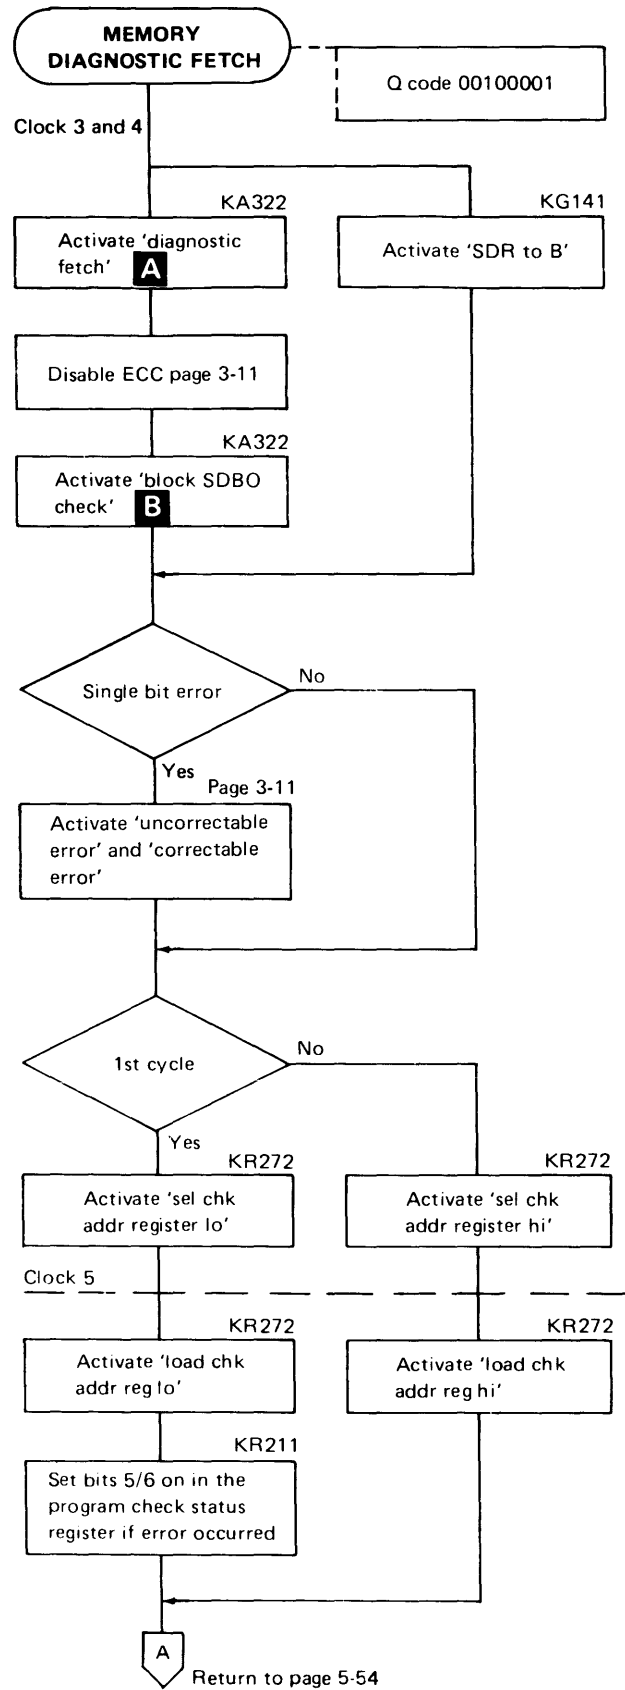 MEMORY
DIAGNOSTIC FETCH
Q code 00100001
Clock 3 and 4
KA322
Activate ‘diagnostic
fetch’ A
KG141
Activate ‘SDR to B’
Disable ECC page 3-11
KA322
Activate ‘block SDBO
check’ B
Single bit error
No
Yes
Page 3-11
Activate ‘uncorrectable
error’ and ‘correctable
error’
1st cycle
No
Yes
KR272
Activate ‘sel chk
addr register lo’
KR272
Activate ‘sel chk
addr register hi’
Clock 5
KR272
Activate ‘load chk
addr reg lo’
KR272
Activate ‘load chk
addr reg hi’
KR211
Set bits 5/6 on in the
program check status
register if error occurred
A
Return to page 5-54